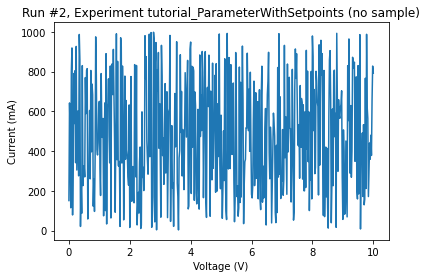 Run #2, Experiment tutorial_ParameterWithSetpoints (no sample)
1000
800
600
400
200
0
Current (mA)
0 2 4 6 8 10
Voltage (V)